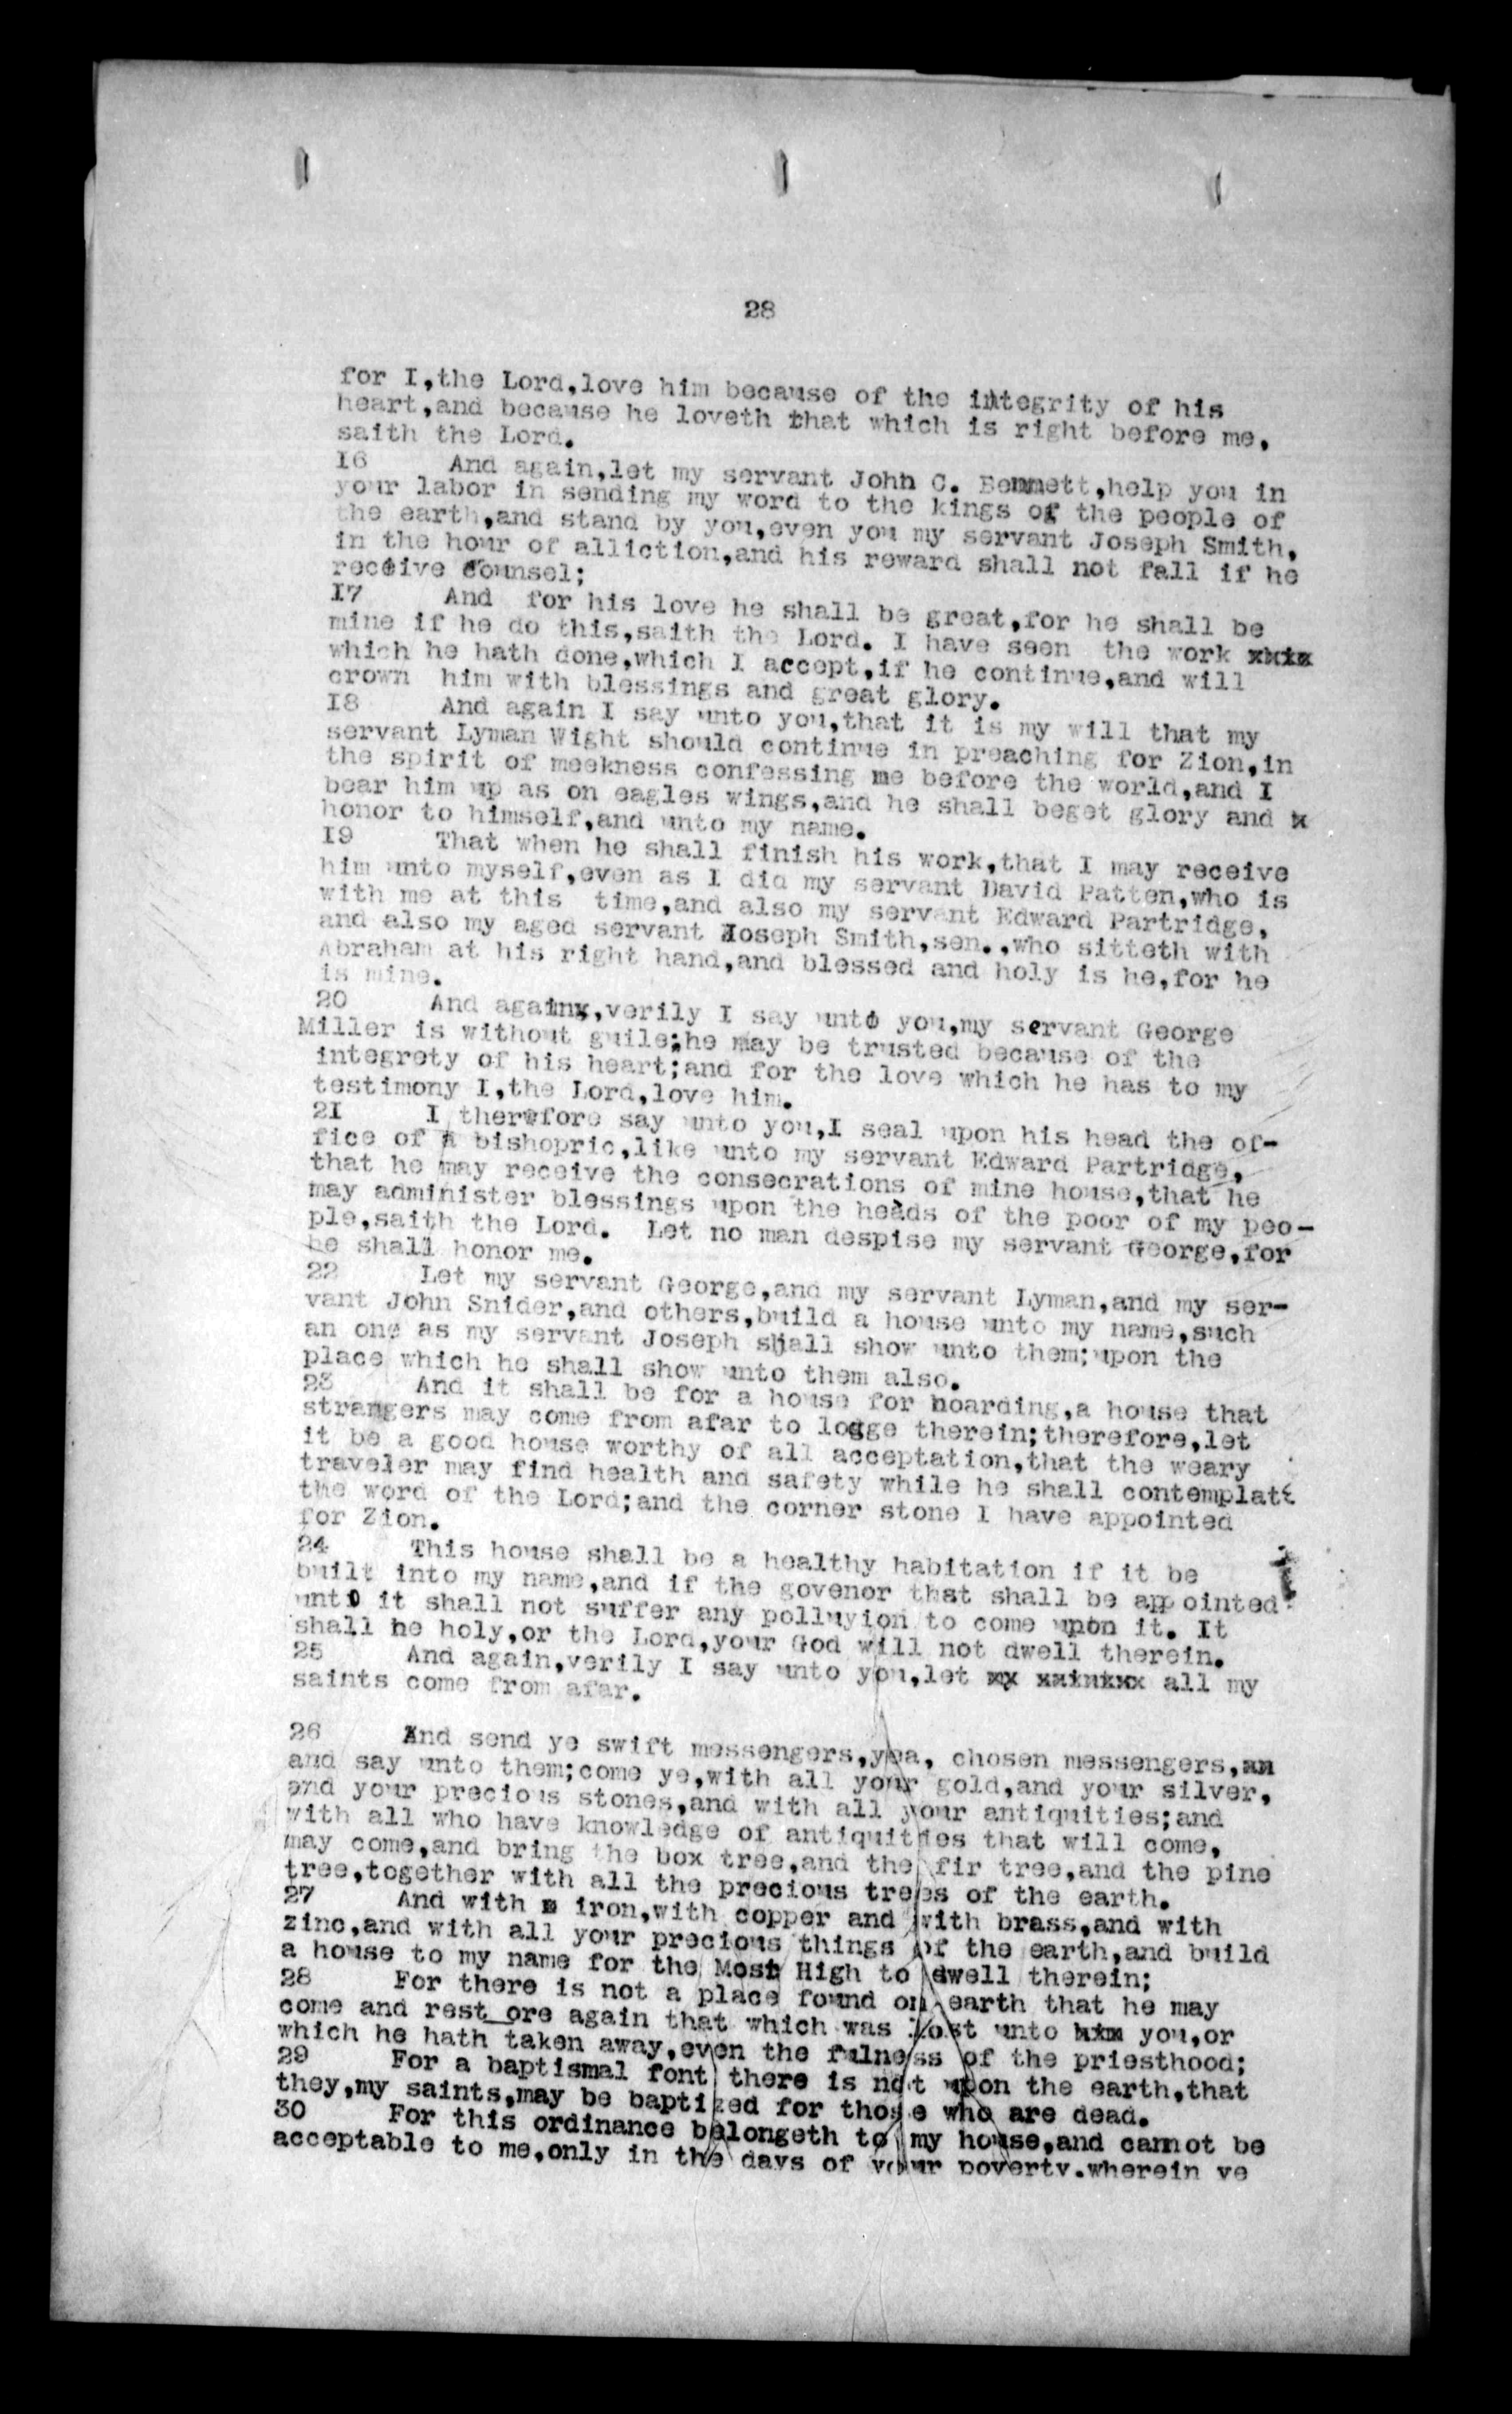 28
for I,the Lord,love him because of the integrity of his
heart,and because he loveth that which is right before me,
saith the Lord.
16 And again,let my servant John C. Bennett,help you in
your labor in sending my word to the kings of the people of
the earth,and stand by you,even you my servant Joseph Smith,
in the hour of alliction,and his reward shall not fall if he
receive counsel;
17 And for his love he shall be great,for he shall be
mine if he do this,saith the Lord. I have seen the work xxix
which he hath done,which I accept,if he continue,and will
crown him with blessings and great glory.
18 And again I say unto you,that it is my will that my
servant Lyman Wight should continue in preaching for Zion,in
the spirit of meekness confessing me before the world,and I
bear him up as on eagles wings,and he shall beget glory and x
honor to himself,and unto my name.
19 That when he shall finish his work,that I may receive
him unto myself,even as I did my servant David Patten,who is
with me at this time,and also my servant Edward Partridge,
and also my aged servant Joseph Smith,sen.,who sitteth with
Abraham at his right hand,and blessed and holy is he,for he
is mine.
20 And againx,verily I say unto you,my servant George
Miller is without guile;he may be trusted because of the
integrety of his heart;and for the love which he has to my
testimony I,the Lord,love him.
21 I therefore say unto you,I seal upon his head the of-
fice of A bishopric,like unto my servant Edward Partridge,
that he may receive the consecrations of mine house,that he
may administer blessings upon the heads of the poor of my peo-
ple,saith the Lord. Let no man despise my servant George,for
he shall honor me.
22 Let my servant George,and my servant Lyman,and my ser-
vant John Snider,and others,build a house unto my name,such
an one as my servant Joseph shall show unto them;upon the
place which he shall show unto them also.
23 And it shall be for a house for boarding,a house that
strangers may come from afar to logge therein;therefore,let
it be a good house worthy of all acceptation,that the weary
traveler may find health and safety while he shall contemplate
the word of the Lord;and the corner stone I have appointed
for Zion.
24 This house shall be a healthy habitation if it be
built into my name,and if the govenor that shall be appointed
unto it shall not suffer any polluyion to come upon it. It
shall be holy,or the Lord,your God will not dwell therein.
25 And again,verily I say unto you,let xy xxinxxx all my
saints come from afar.
26 And send ye swift messengers,yea, chosen messengers,an
and say unto them;come ye,with all your gold,and your silver,
and your precious stones,and with all your antiquities;and
with all who have knowledge of antiquities that will come,
may come,and bring the box tree,and the fir tree,and the pine
tree,together with all the precious trees of the earth.
27 And with iron,with copper and with brass,and with
zinc,and with all your precious things of the earth,and build
a house to my name for the Most High to dwell therein;
28 For there is not a place found on earth that he may
come and rest ore again that which was lost unto him you,or
which he hath taken away,even the fulness of the priesthood;
29 For a baptismal font there is not upon the earth,that
they,my saints,may be baptized for those who are dead.
30 For this ordinance belongeth to my house,and cannot be
acceptable to me,only in the days of your poverty.wherein ye